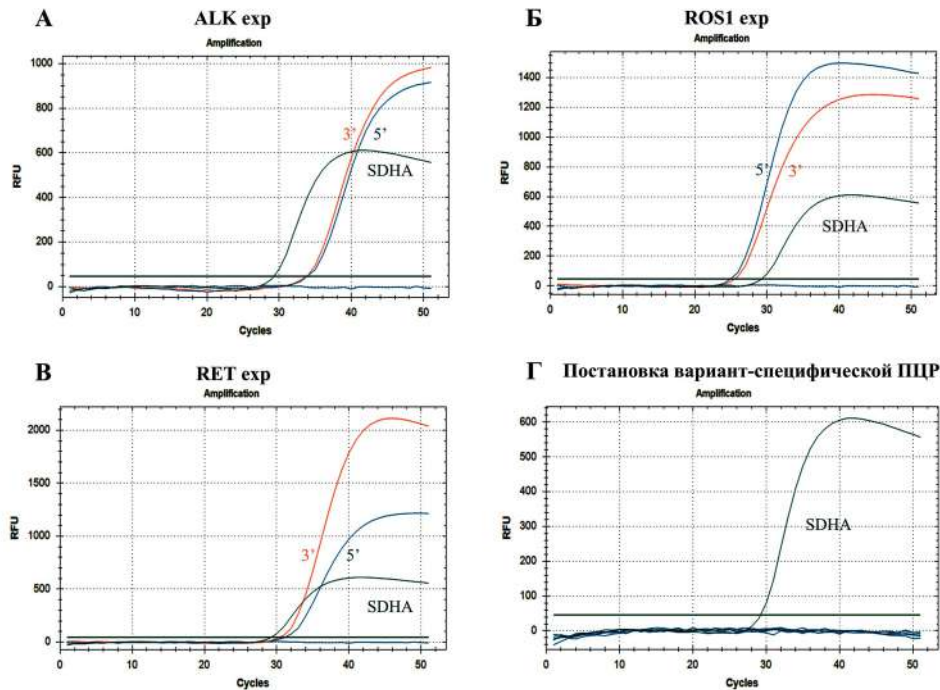 А
ALK exp
Amplification
1000
800
600
400
200
0
RFU
3’
5’
SDHA
0 10 20 30 40 50
Cycles
Б
ROS1 exp
Amplification
1400
1200
1000
800
600
400
200
0
RFU
5’
3’
SDHA
0 10 20 30 40 50
Cycles
В
RET exp
Amplification
2000
1500
1000
500
0
RFU
3’
5’
SDHA
0 10 20 30 40 50
Cycles
Г
Постановка вариант-специфической ПЦР
Amplification
600
500
400
300
200
100
0
RFU
SDHA
0 10 20 30 40 50
Cycles